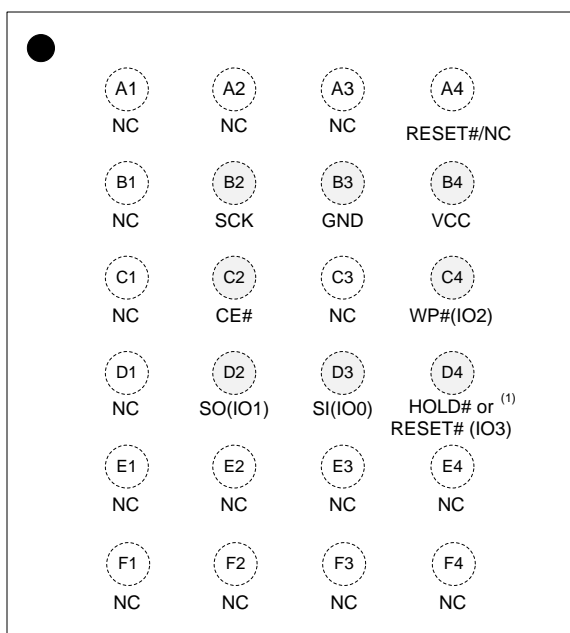 A1 A2 A3 A4
NC NC NC RESET#/NC
B1 B2 B3 B4
NC SCK GND VCC
C1 C2 C3 C4
NC CE# NC WP#(IO2)
D1 D2 D3 D4
NC SO(IO1) SI(IO0) HOLD# or (1)
RESET# (IO3)
E1 E2 E3 E4
NC NC NC NC
F1 F2 F3 F4
NC NC NC NC